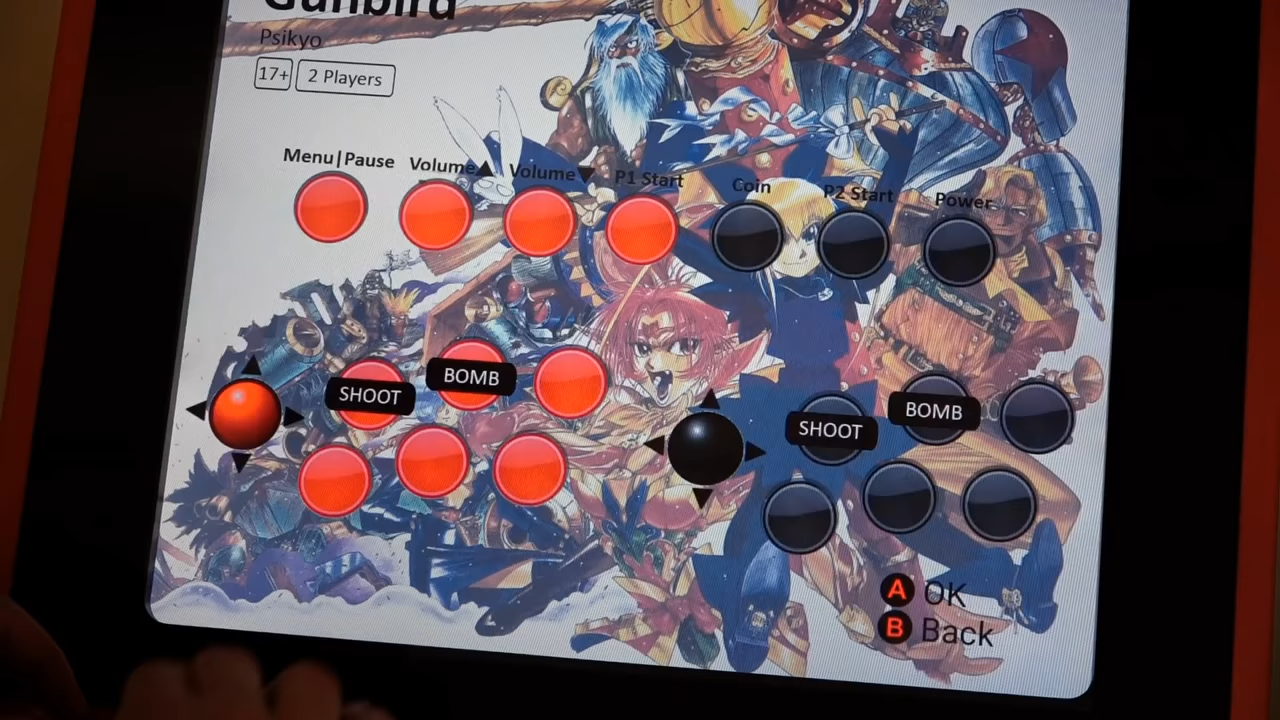 Gunbird
Psikyo
17+ 2 Players
Menu|Pause Volume▲ Volume▼ P1 Start Coin P2 Start Power
SHOOT BOMB SHOOT BOMB
A OK
B Back